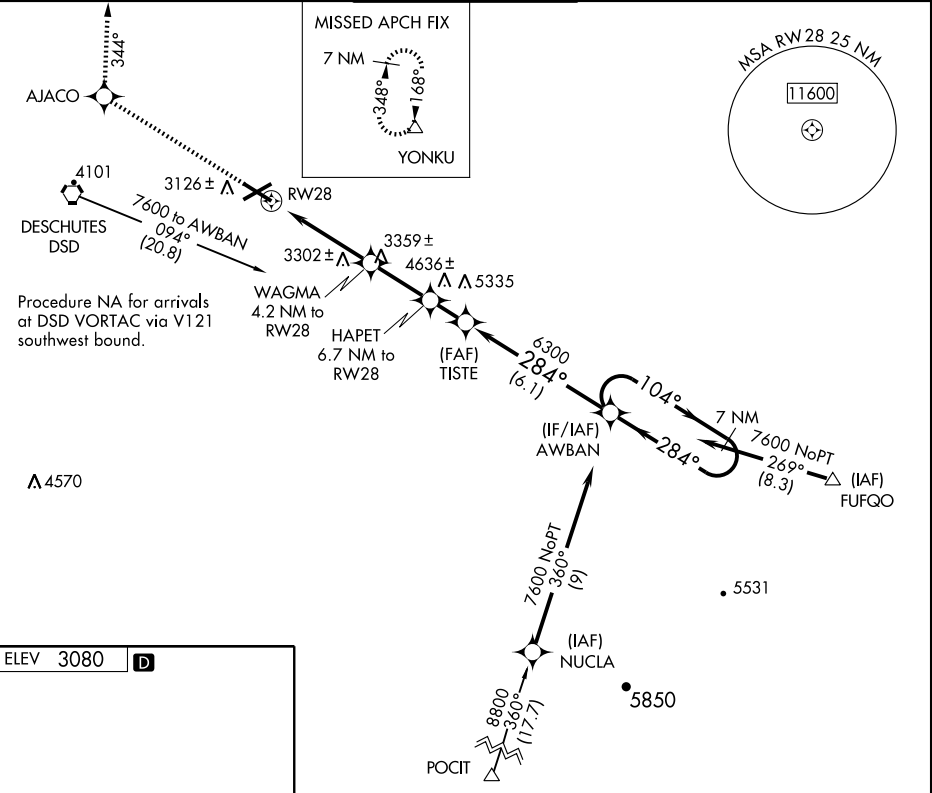 MISSED APCH FIX
7 NM
348°
168°
YONKU
MSA RW 28 25 NM
11600
344°
AJACO
4101
DESCHUTES
DSD
7600 to AWBAN
094°
(20.8)
3126 ±
RW28
3302 ±
3359 ±
4636 ±
5335
WAGMA
4.2 NM to
RW28
HAPET
6.7 NM to
RW28
(FAF)
TISTE
Procedure NA for arrivals
at DSD VORTAC via V121
southwest bound.
6300
284°
(6.1)
104°
7 NM
284°
(IF/IAF)
AWBAN
7600 NoPT
269°
(8.3)
(IAF)
FUFQO
4570
7600 NoPT
360°
(9)
5531
(IAF)
NUCLA
5850
8800
360°
(17.7)
POCIT
ELEV 3080 D